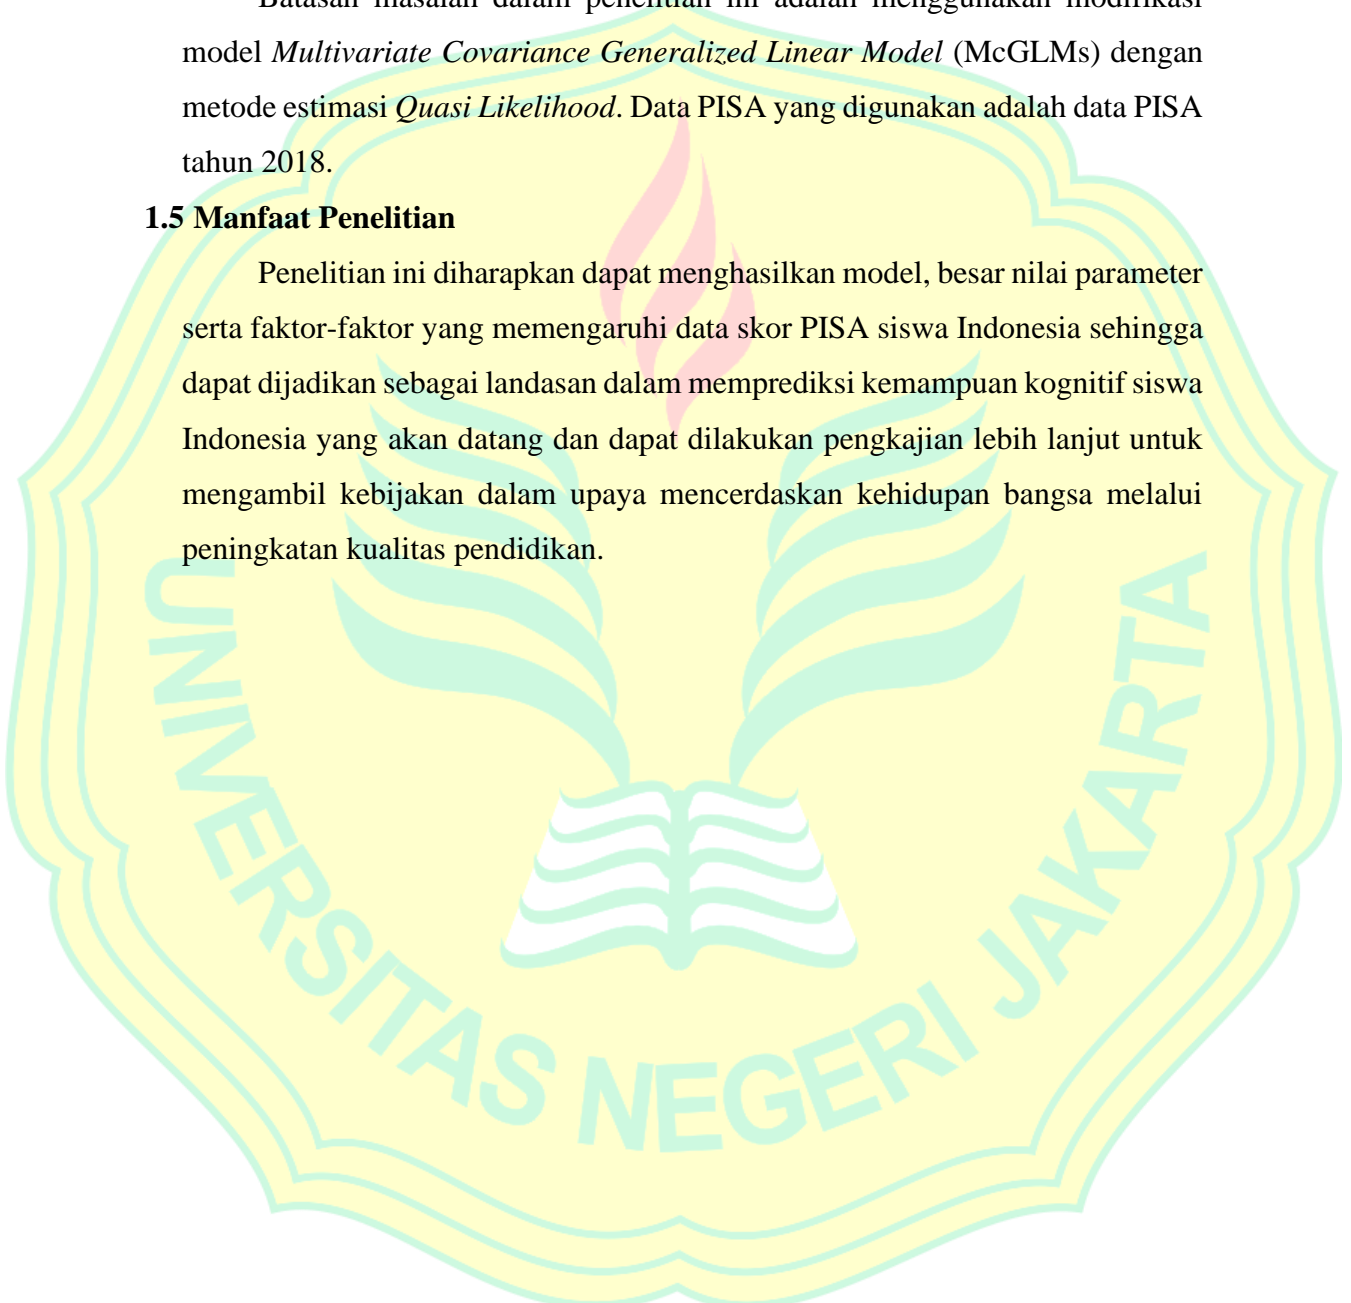 Batasan masalah dalam penelitian ini adalah menggunakan modifikasi
model Multivariate Covariance Generalized Linear Model (McGLMs) dengan
metode estimasi Quasi Likelihood. Data PISA yang digunakan adalah data PISA
tahun 2018.
1.5 Manfaat Penelitian
Penelitian ini diharapkan dapat menghasilkan model, besar nilai parameter
serta faktor-faktor yang memengaruhi data skor PISA siswa Indonesia sehingga
dapat dijadikan sebagai landasan dalam memprediksi kemampuan kognitif siswa
Indonesia yang akan datang dan dapat dilakukan pengkajian lebih lanjut untuk
mengambil kebijakan dalam upaya mencerdaskan kehidupan bangsa melalui
peningkatan kualitas pendidikan.
UNIVERSITAS NEGERI JAKARTA